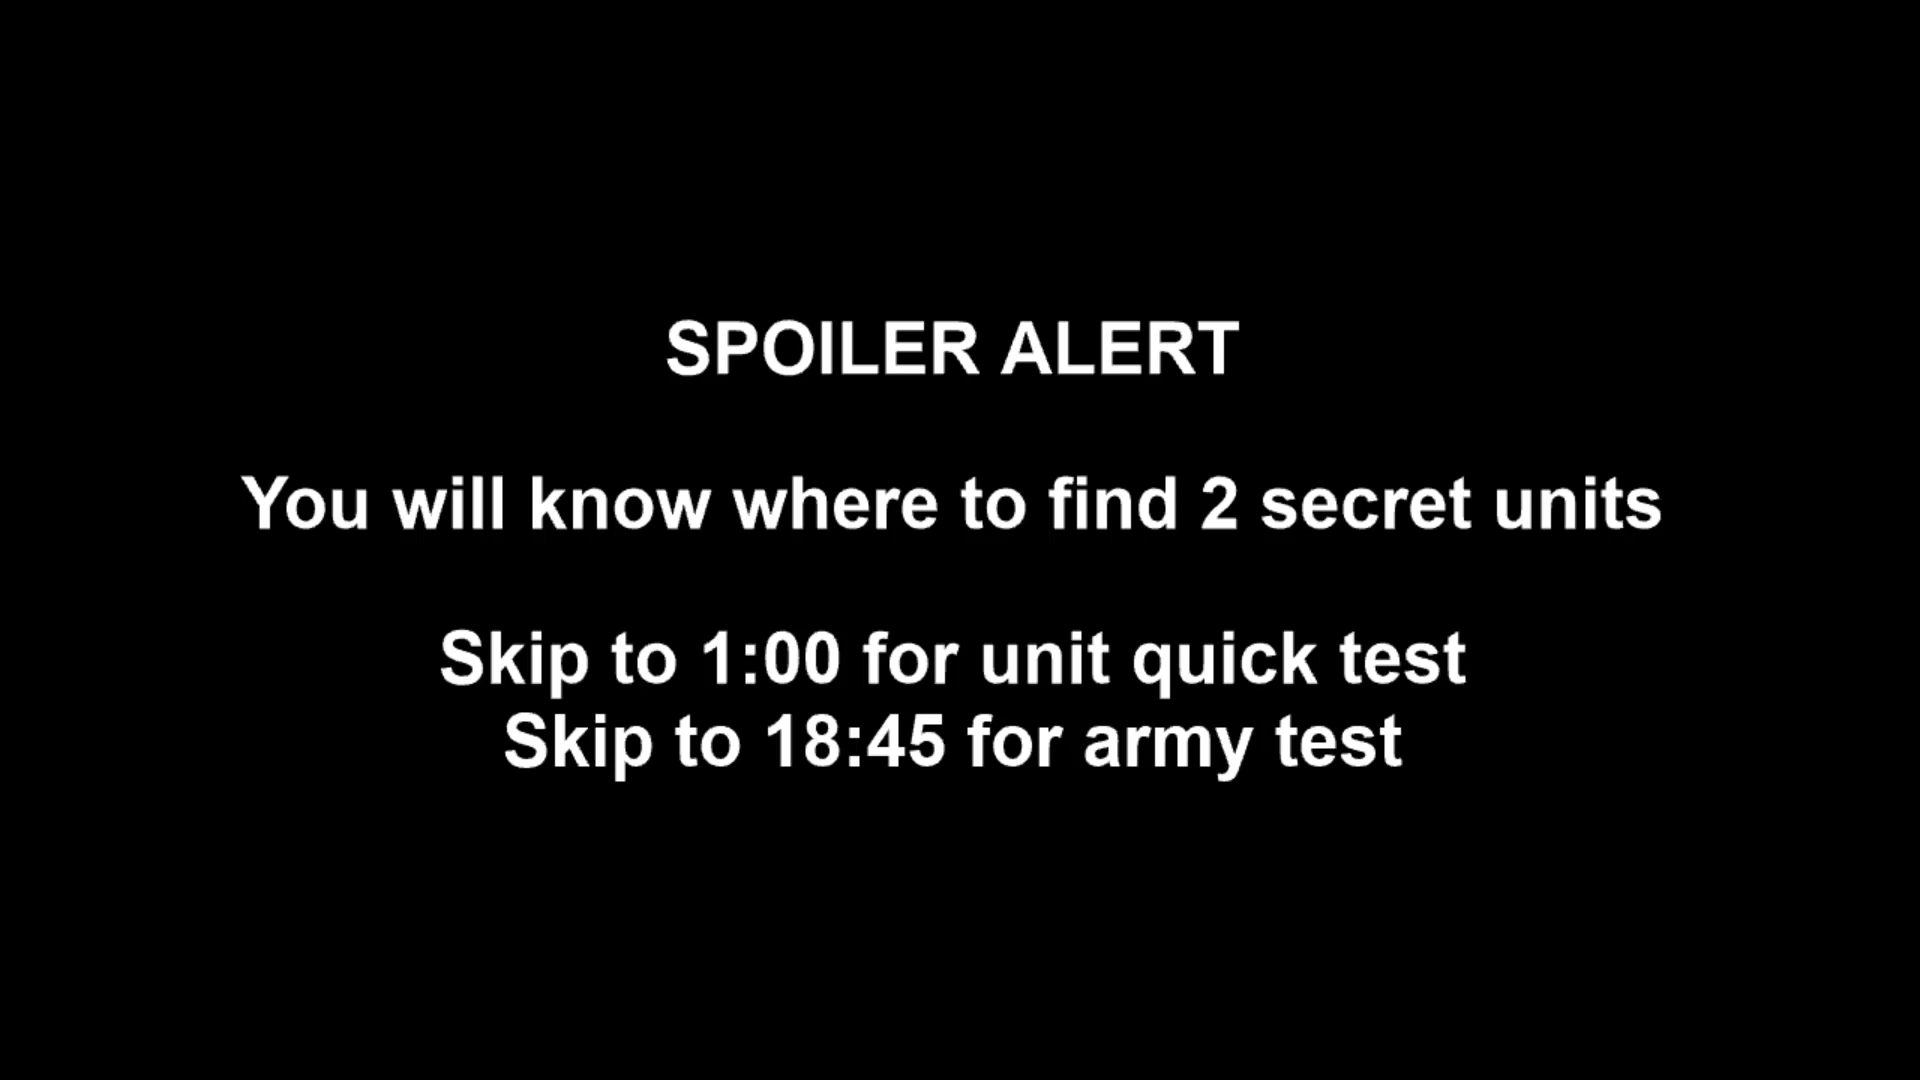 SPOILER ALERT
You will know where to find 2 secret units
Skip to 1:00 for unit quick test
Skip to 18:45 for army test